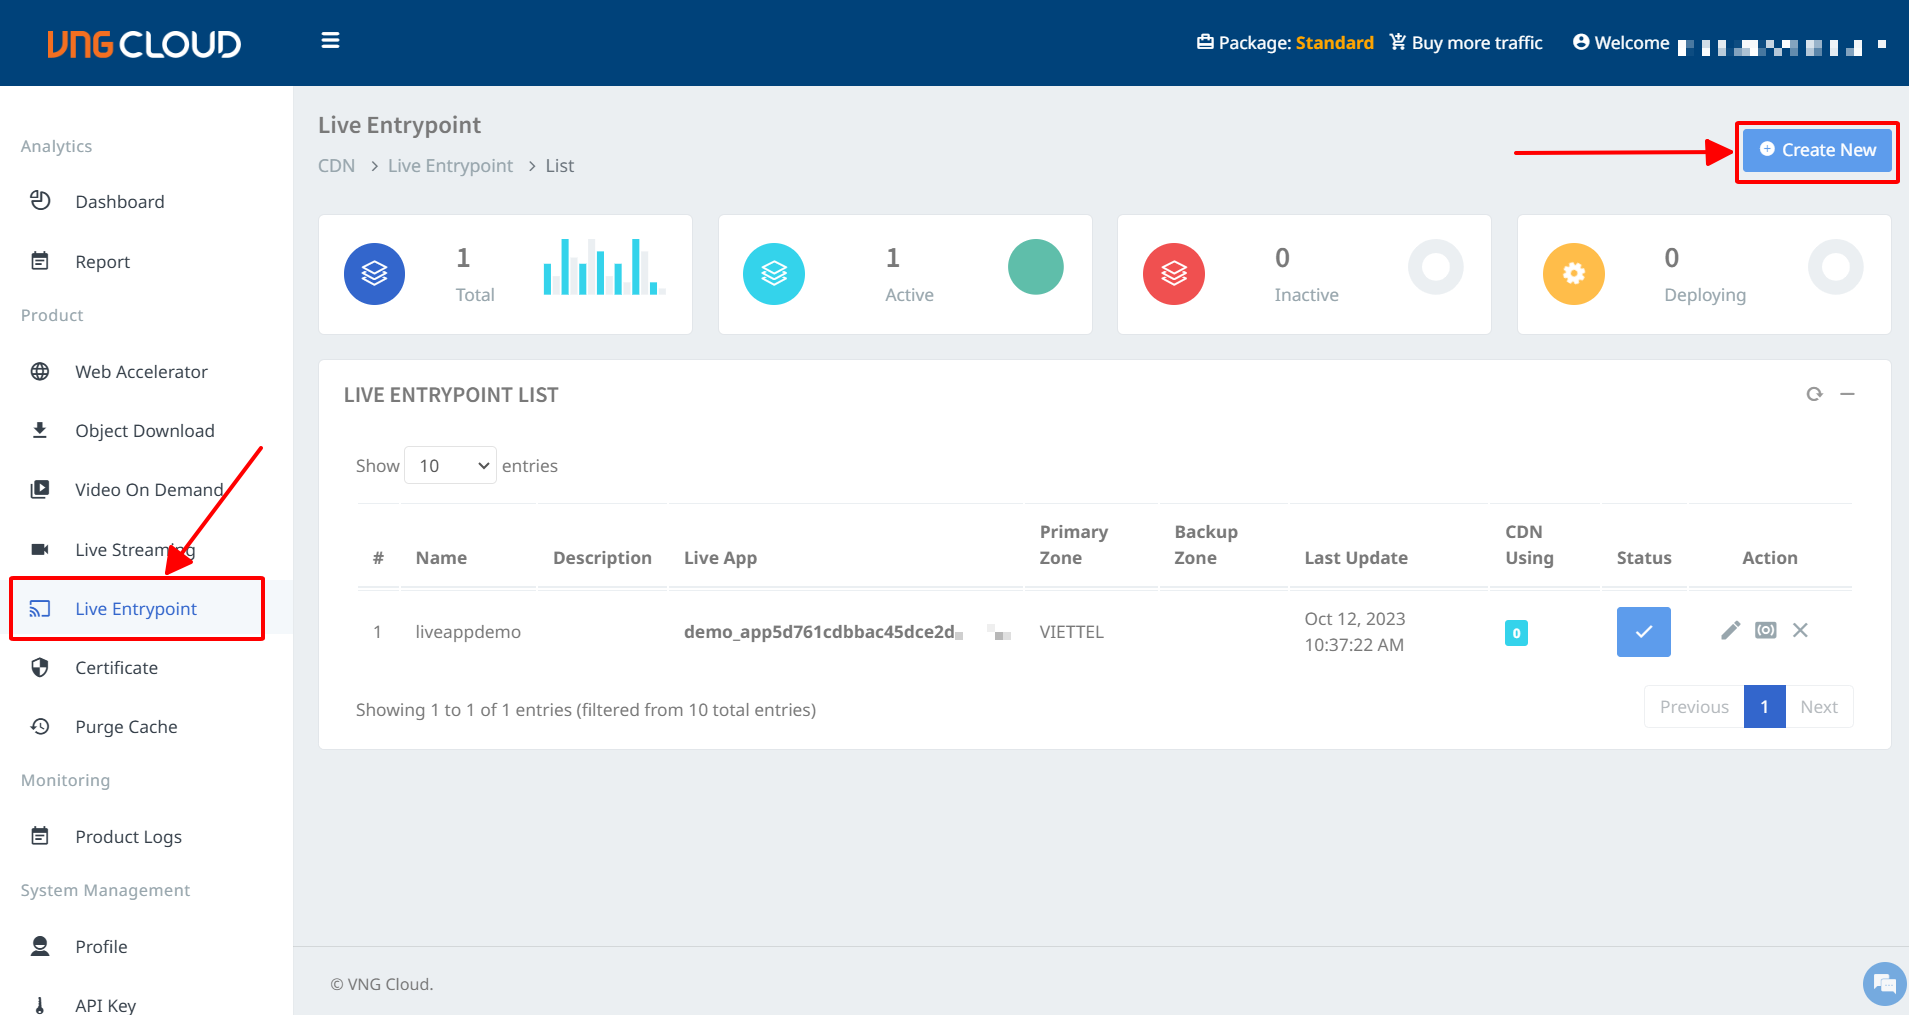 VNG CLOUD
Package: Standard
Buy more traffic
Welcome
Analytics
Dashboard
Report
Product
Web Accelerator
Object Download
Video On Demand
Live Streaming
Live Entrypoint
Certificate
Purge Cache
Monitoring
Product Logs
System Management
Profile
API Key
Live Entrypoint
CDN > Live Entrypoint > List
Create New
1
Total
1
Active
0
Inactive
0
Deploying
LIVE ENTRYPOINT LIST
Show 10 entries
# Name Description Live App Primary Zone Backup Zone Last Update CDN Using Status Action
1 liveappdemo demo_app5d761cdbbac45dce2d VIETTEL Oct 12, 2023 10:37:22 AM 0
Showing 1 to 1 of 1 entries (filtered from 10 total entries)
Previous 1 Next
© VNG Cloud.